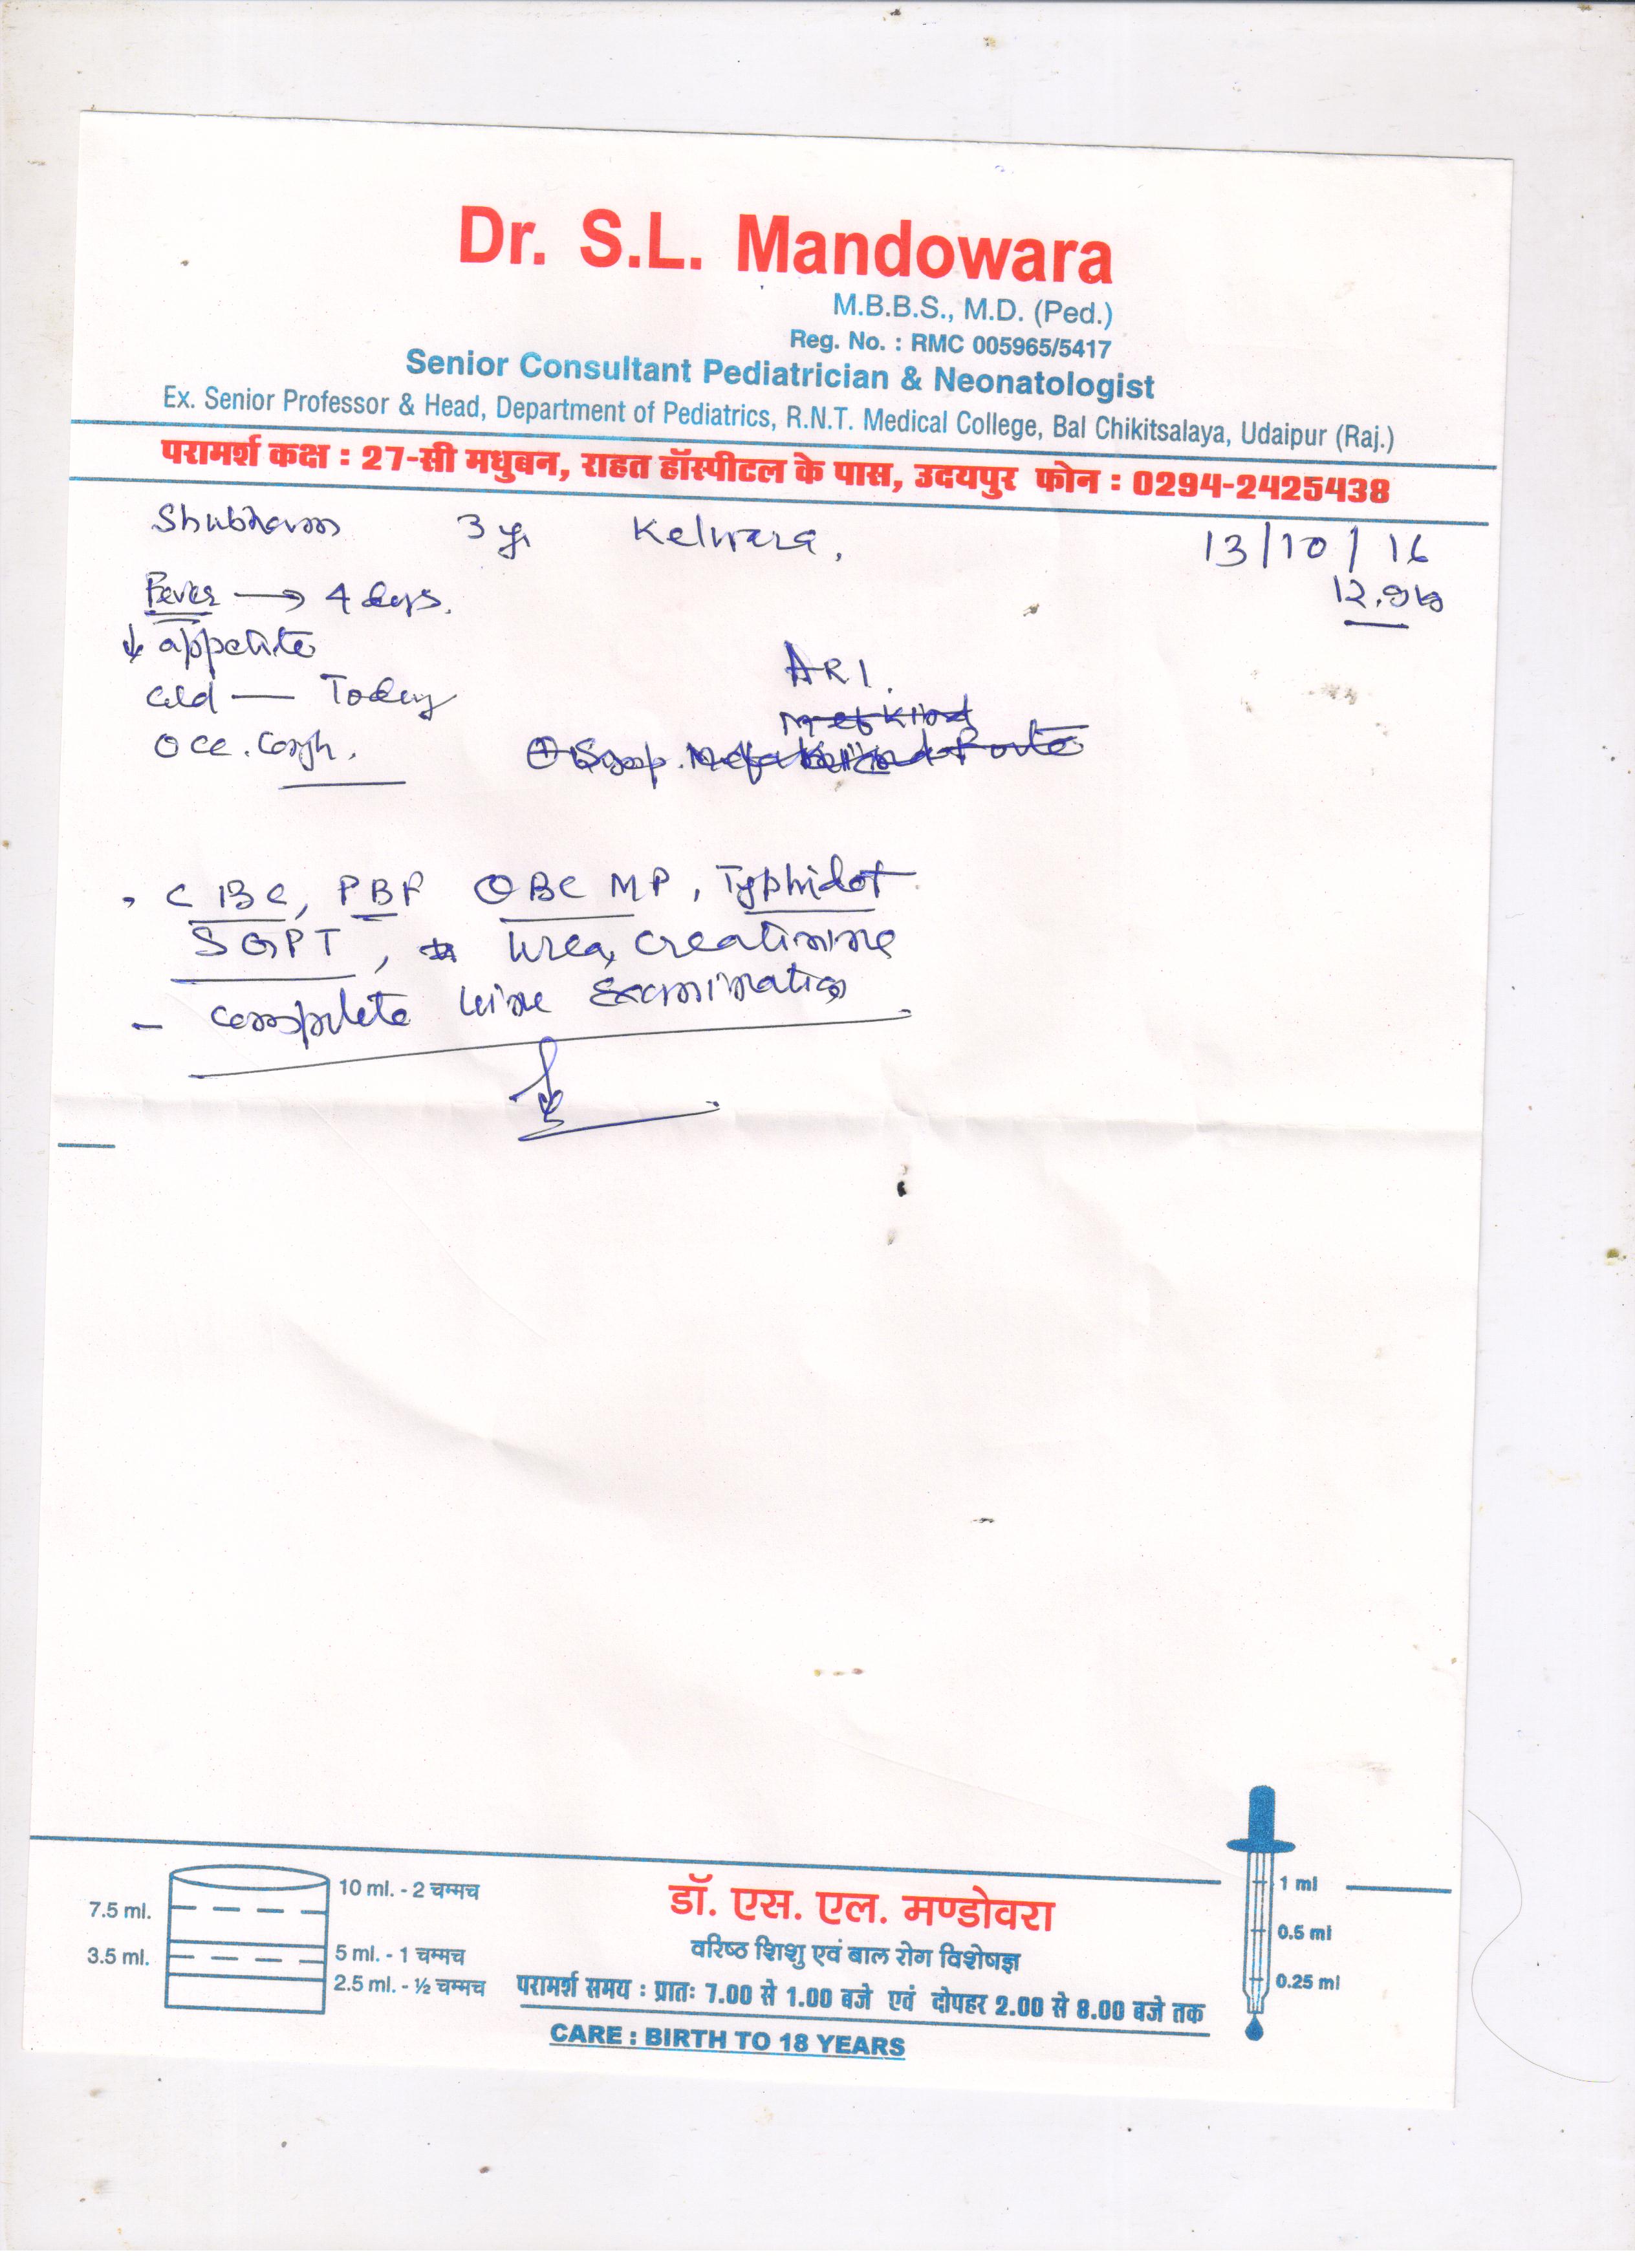 Dr. S.L. Mandowara
M.B.B.S., M.D. (Ped.)
Reg. No. : RMC 005965/5417
Senior Consultant Pediatrician & Neonatologist
Ex. Senior Professor & Head, Department of Pediatrics, R.N.T. Medical College, Bal Chikitsalaya, Udaipur (Raj.)
परामर्श कक्ष : 27-सी मधुबन, राहत हॉस्पीटल के पास, उदयपुर फोन : 0294-2425438
Shubham 3 yr Kelwara, 13/10/16
Fever → 4 days.
↓ appetite
ARI.
Cold — Today
Occ. Cough.
Syrup.
CBC, PBF QBC MP, Typhidot
SGPT, Urea, Creatinine
- Complete Urine Examination
10 ml. - 2 चम्मच
7.5 ml.
5 ml. - 1 चम्मच
3.5 ml.
2.5 ml. - ½ चम्मच
डॉ. एस. एल. मण्डोवरा
वरिष्ठ शिशु एवं बाल रोग विशेषज्ञ
परामर्श समय : प्रातः 7.00 से 1.00 बजे एवं दोपहर 2.00 से 8.00 बजे तक
CARE : BIRTH TO 18 YEARS
1 ml
0.5 ml
0.25 ml